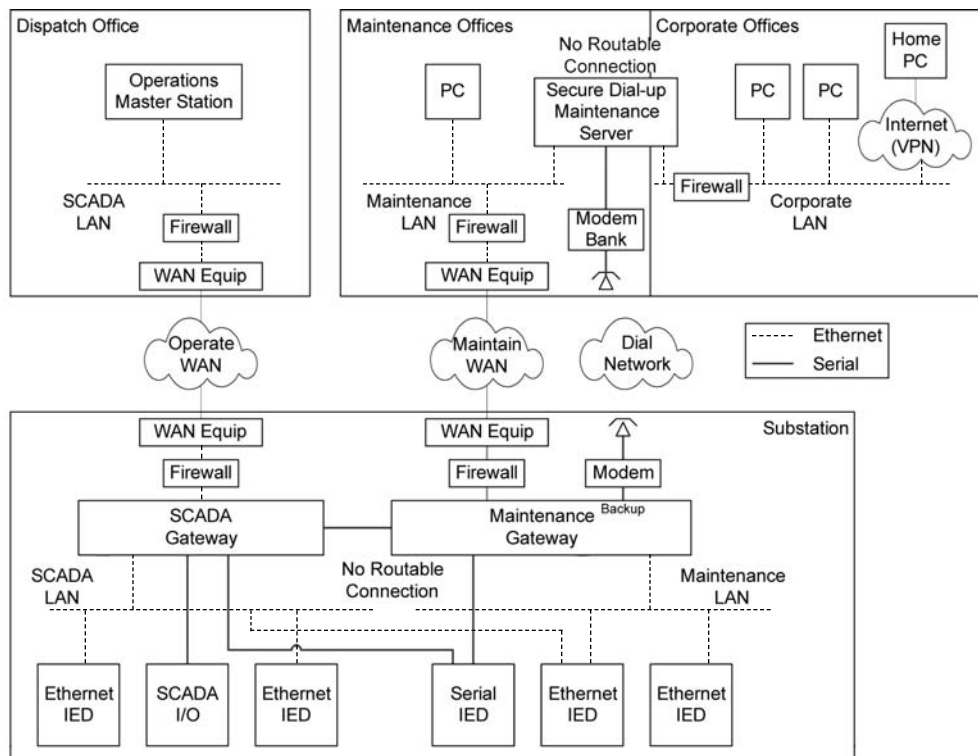 Dispatch Office
Operations
Master Station
SCADA
LAN
Firewall
WAN Equip
Maintenance Offices
PC
No Routable
Connection
Secure Dial-up
Maintenance
Server
Maintenance
LAN
Firewall
WAN Equip
Modem
Bank
Corporate Offices
Home
PC
PC
PC
Internet
(VPN)
Firewall
Corporate
LAN
Operate
WAN
Maintain
WAN
Dial
Network
Ethernet
Serial
Substation
WAN Equip
Firewall
WAN Equip
Firewall
Modem
SCADA
Gateway
Maintenance
Gateway
Backup
SCADA
LAN
No Routable
Connection
Maintenance
LAN
Ethernet
IED
SCADA
I/O
Ethernet
IED
Serial
IED
Ethernet
IED
Ethernet
IED